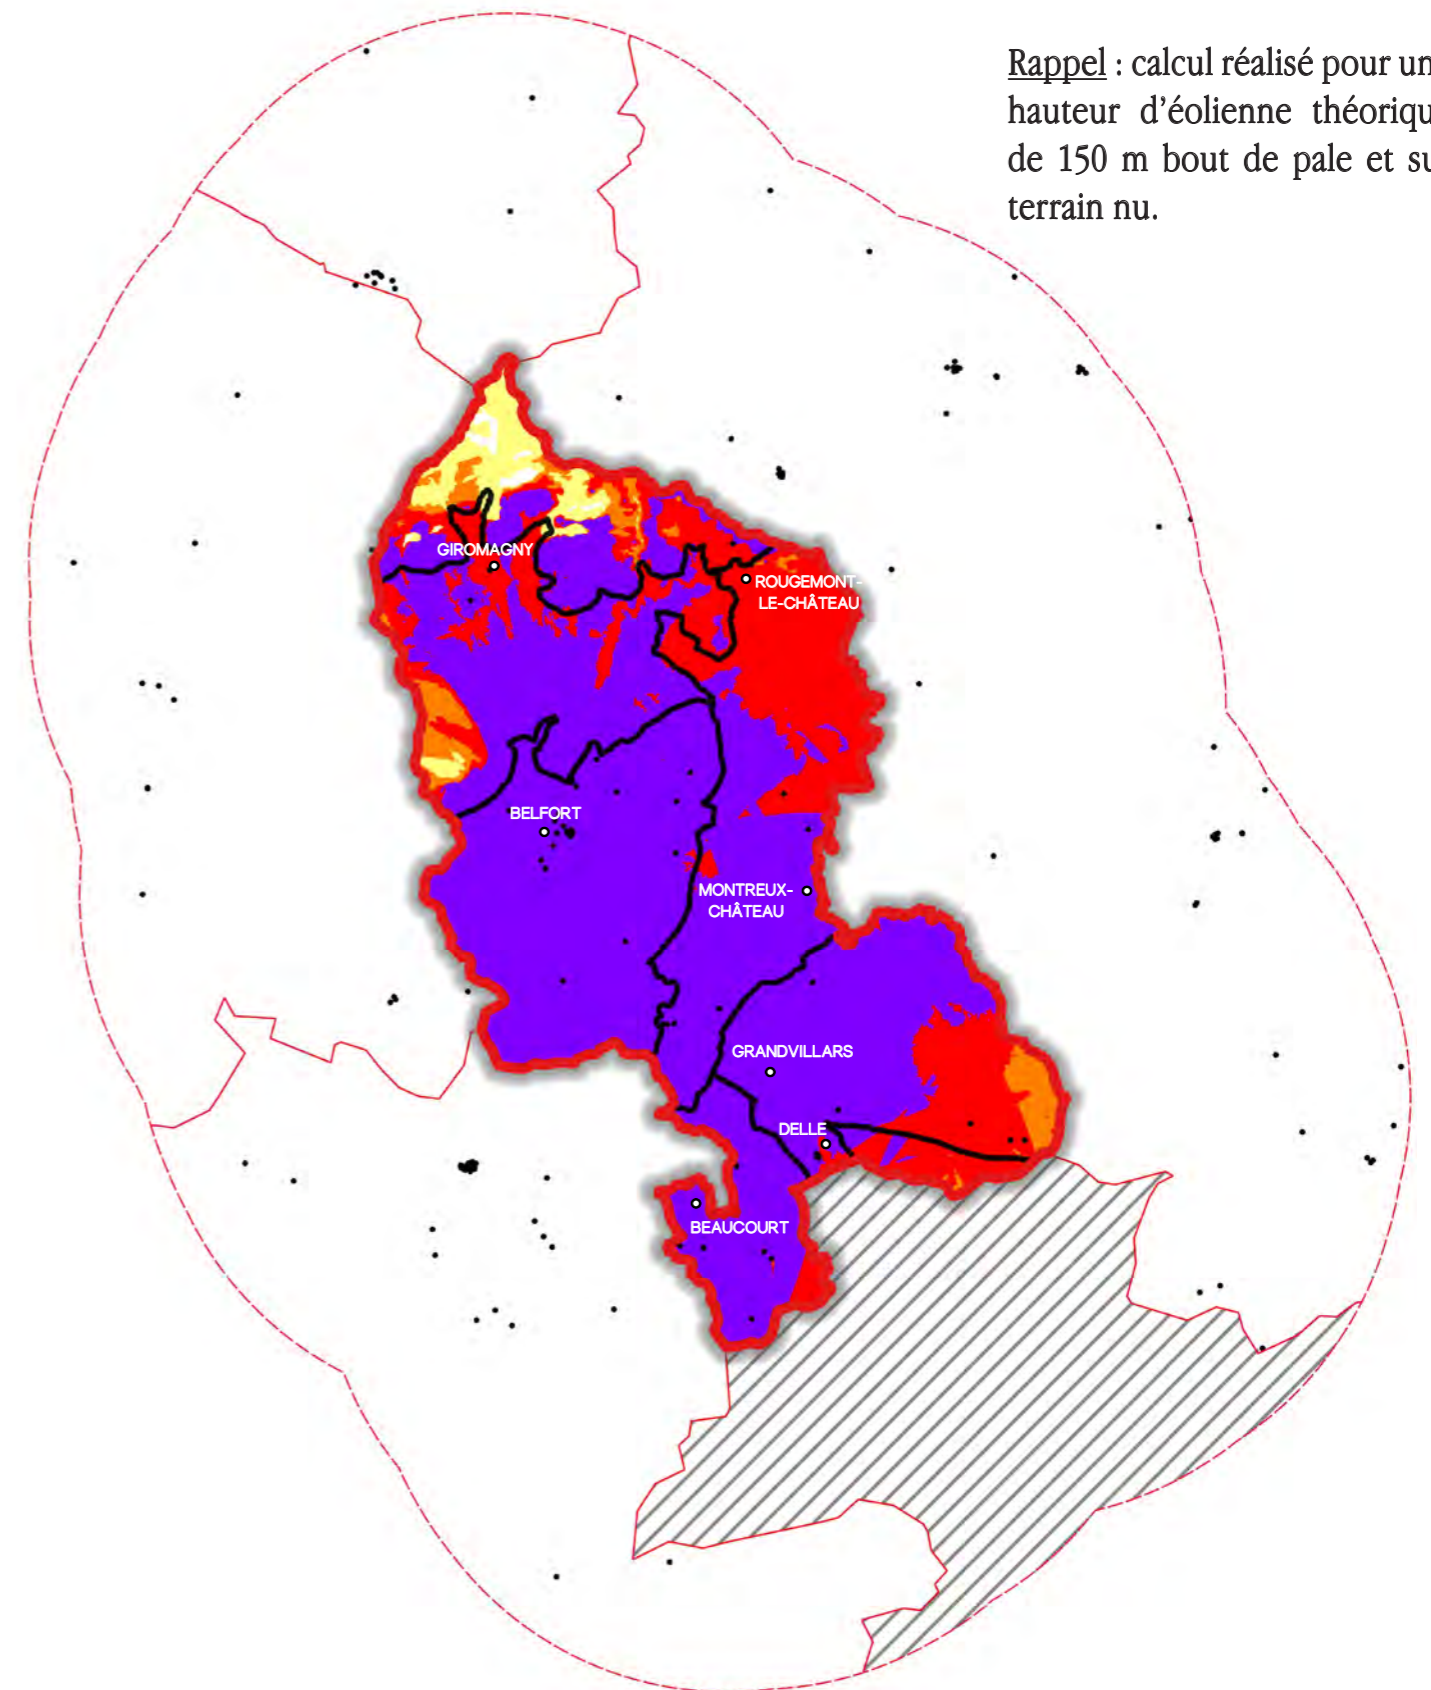 Rappel : calcul réalisé pour un
hauteur d'éolienne théoriqu
de 150 m bout de pale et su
terrain nu.
GIROMAGNY
ROUGEMONT-
LE-CHÂTEAU
BELFORT
MONTREUX-
CHÂTEAU
GRANDVILLARS
DELLE
BEAUCOURT